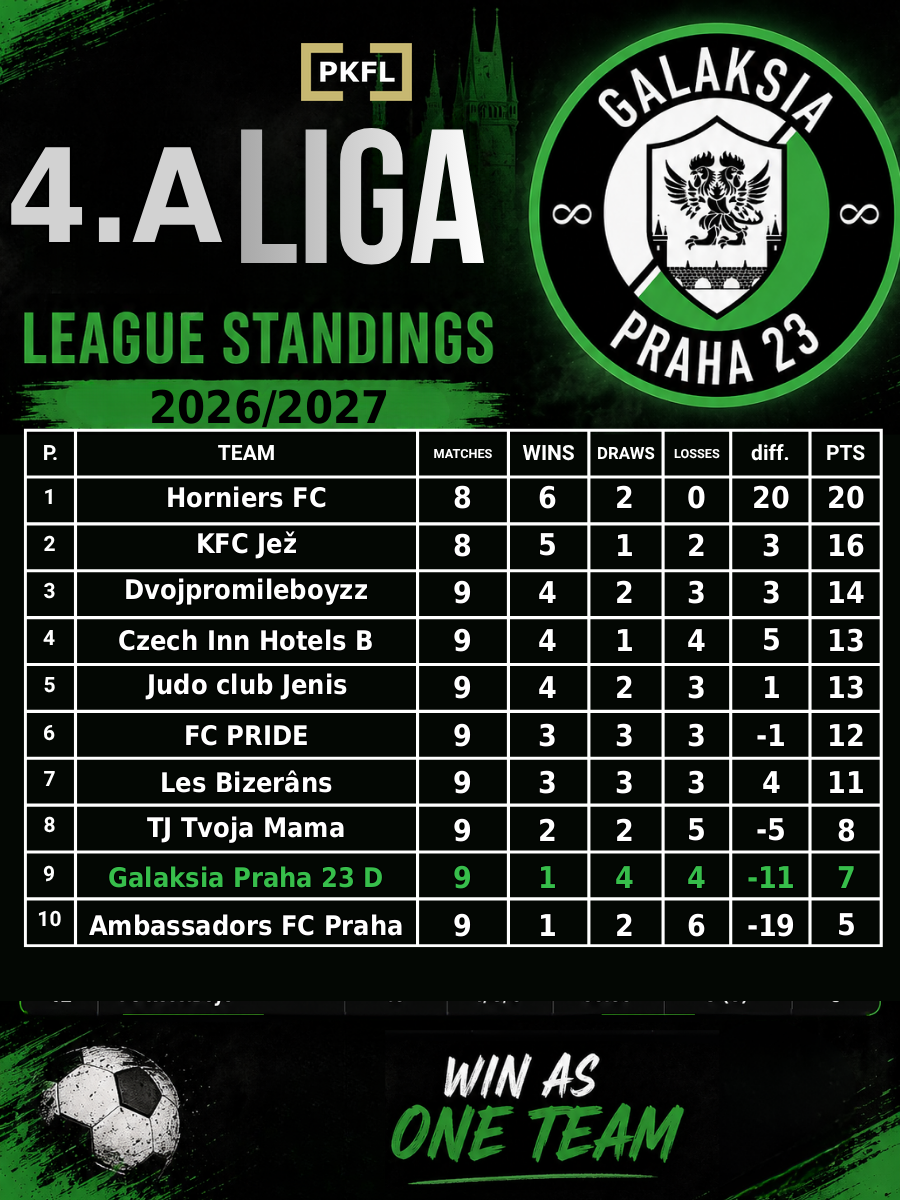 PKFL
4.A LIGA
GALAKSIA
PRAHA 23
LEAGUE STANDINGS
2026/2027
P. TEAM MATCHES WINS DRAWS LOSSES diff. PTS
1 Horniers FC 8 6 2 0 20 20
2 KFC Jež 8 5 1 2 3 16
3 Dvojpromileboyzz 9 4 2 3 3 14
4 Czech Inn Hotels B 9 4 1 4 5 13
5 Judo club Jenis 9 4 2 3 1 13
6 FC PRIDE 9 3 3 3 -1 12
7 Les Bizerâns 9 3 3 3 4 11
8 TJ Tvoja Mama 9 2 2 5 -5 8
9 Galaksia Praha 23 D 9 1 4 4 -11 7
10 Ambassadors FC Praha 9 1 2 6 -19 5
WIN AS
ONE TEAM